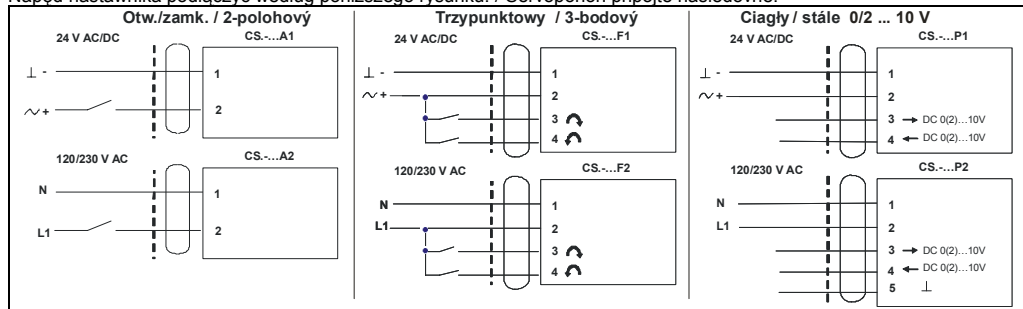 Napęd nastawnika podłączyć według poniższego rysunku. / Servopohon připojte následovně:
Otw./zamk. / 2-polohový
24 V AC/DC
CS.-...A1
⊥ -
1
∿ +
2
120/230 V AC
CS.-...A2
N
1
L1
2
Trzypunktowy / 3-bodový
24 V AC/DC
CS.-...F1
⊥ -
1
∿ +
2
3
4
120/230 V AC
CS.-...F2
N
1
L1
2
3
4
Ciągły / stále 0/2 ... 10 V
24 V AC/DC
CS.-...P1
⊥ -
1
∿ +
2
3 → DC 0(2)...10V
4 ← DC 0(2)...10V
120/230 V AC
CS.-...P2
N
1
L1
2
3 → DC 0(2)...10V
4 ← DC 0(2)...10V
5 ⊥